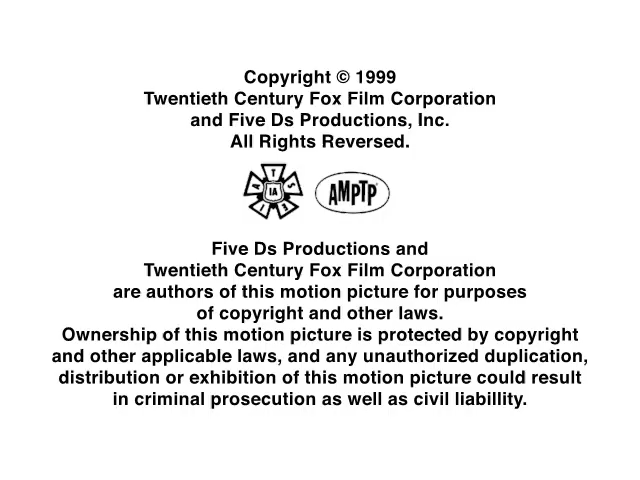 Copyright © 1999
Twentieth Century Fox Film Corporation
and Five Ds Productions, Inc.
All Rights Reversed.
I A T S E
IA
AMPTP
Five Ds Productions and
Twentieth Century Fox Film Corporation
are authors of this motion picture for purposes
of copyright and other laws.
Ownership of this motion picture is protected by copyright
and other applicable laws, and any unauthorized duplication,
distribution or exhibition of this motion picture could result
in criminal prosecution as well as civil liabillity.